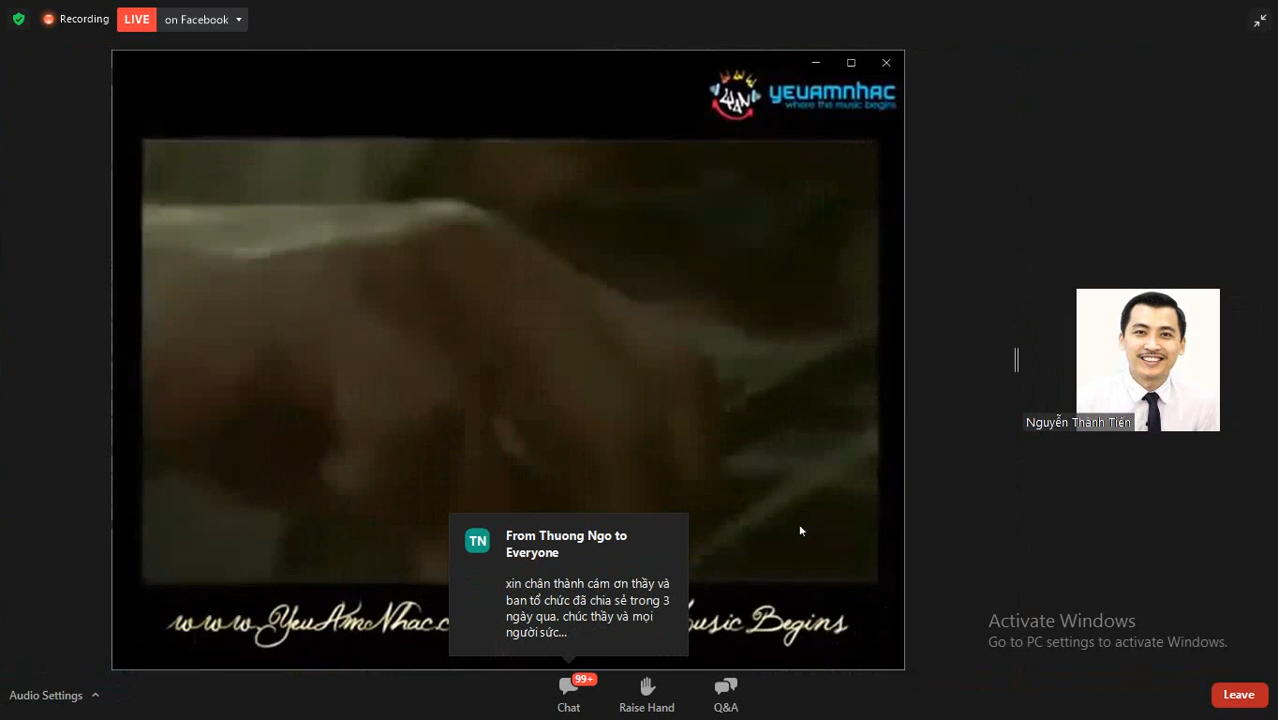 Recording
LIVE
on Facebook
YEUAMNHAC
where the music begins
Nguyễn Thành Tiến
TN
From Thuong Ngo to
Everyone
xin chân thành cám ơn thầy và
ban tổ chức đã chia sẻ trong 3
ngày qua. chúc thầy và mọi
người sức...
www.YeuAmNhac.c
usic Begins
Activate Windows
Go to PC settings to activate Windows.
Audio Settings
99+
Chat
Raise Hand
Q&A
Leave